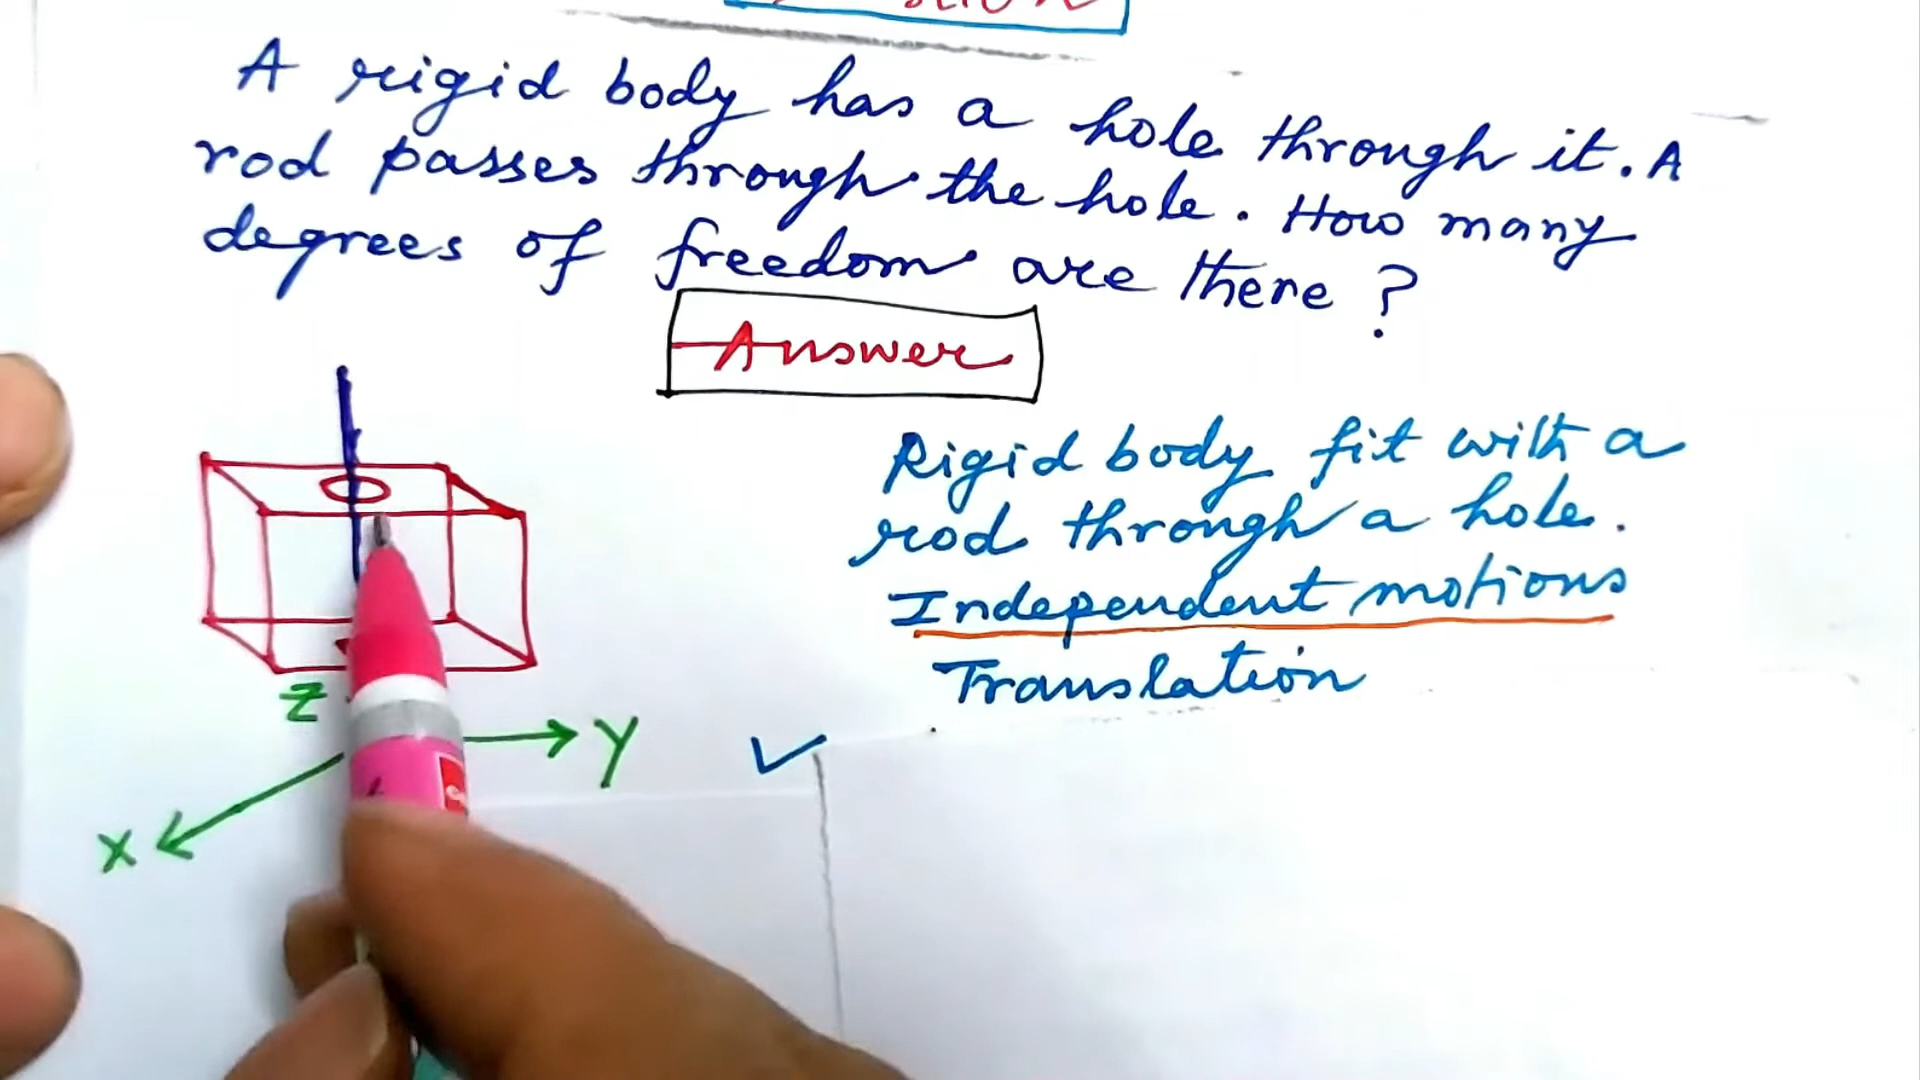 A rigid body has a hole through it. A
rod passes through the hole. How many
degrees of freedom are there ?
Answer
Rigid body fit with a
rod through a hole.
Independent motions
Translation
Z
Y
X